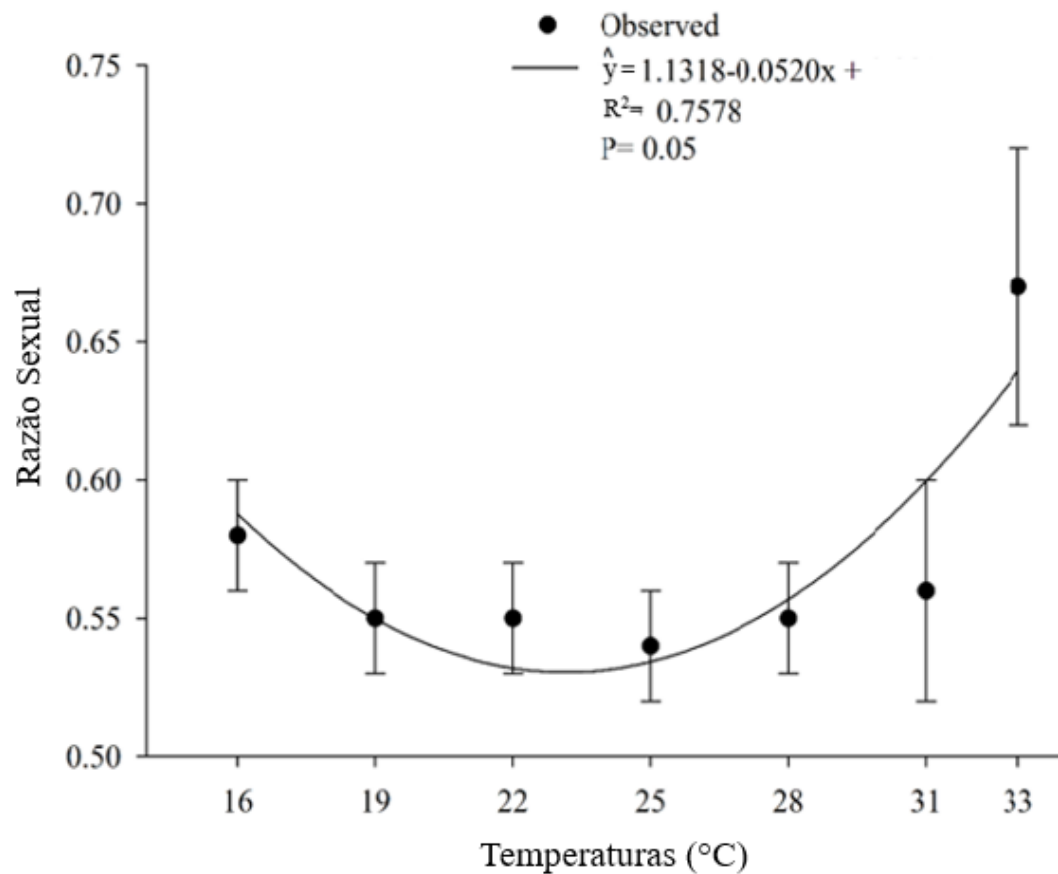 Observed
ŷ=1.1318-0.0520x +
R²= 0.7578
P= 0.05
0.75
0.70
0.65
0.60
0.55
0.50
Razão Sexual
16 19 22 25 28 31 33
Temperaturas (°C)